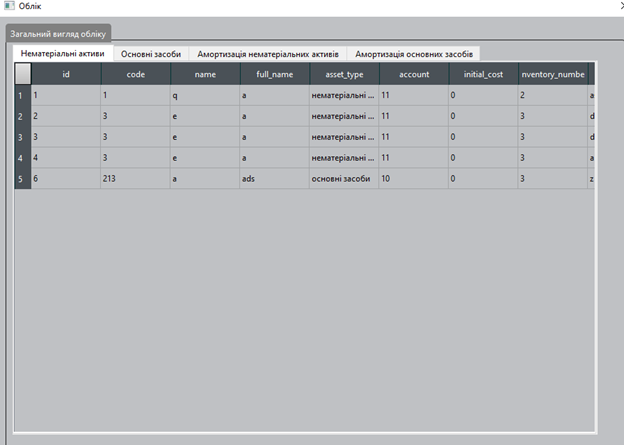 Облік
Загальний вигляд обліку
Нематеріальні активи Основні засоби Амортизація нематеріальних активів Амортизація основних засобів
id code name full_name asset_type account initial_cost nventory_numbe
1 1 1 q a нематеріальні ... 11 0 2 a
2 2 3 e a нематеріальні ... 11 0 3 d
3 3 3 e a нематеріальні ... 11 0 3 d
4 4 3 e a нематеріальні ... 11 0 3 a
5 6 213 a ads основні засоби 10 0 3 z